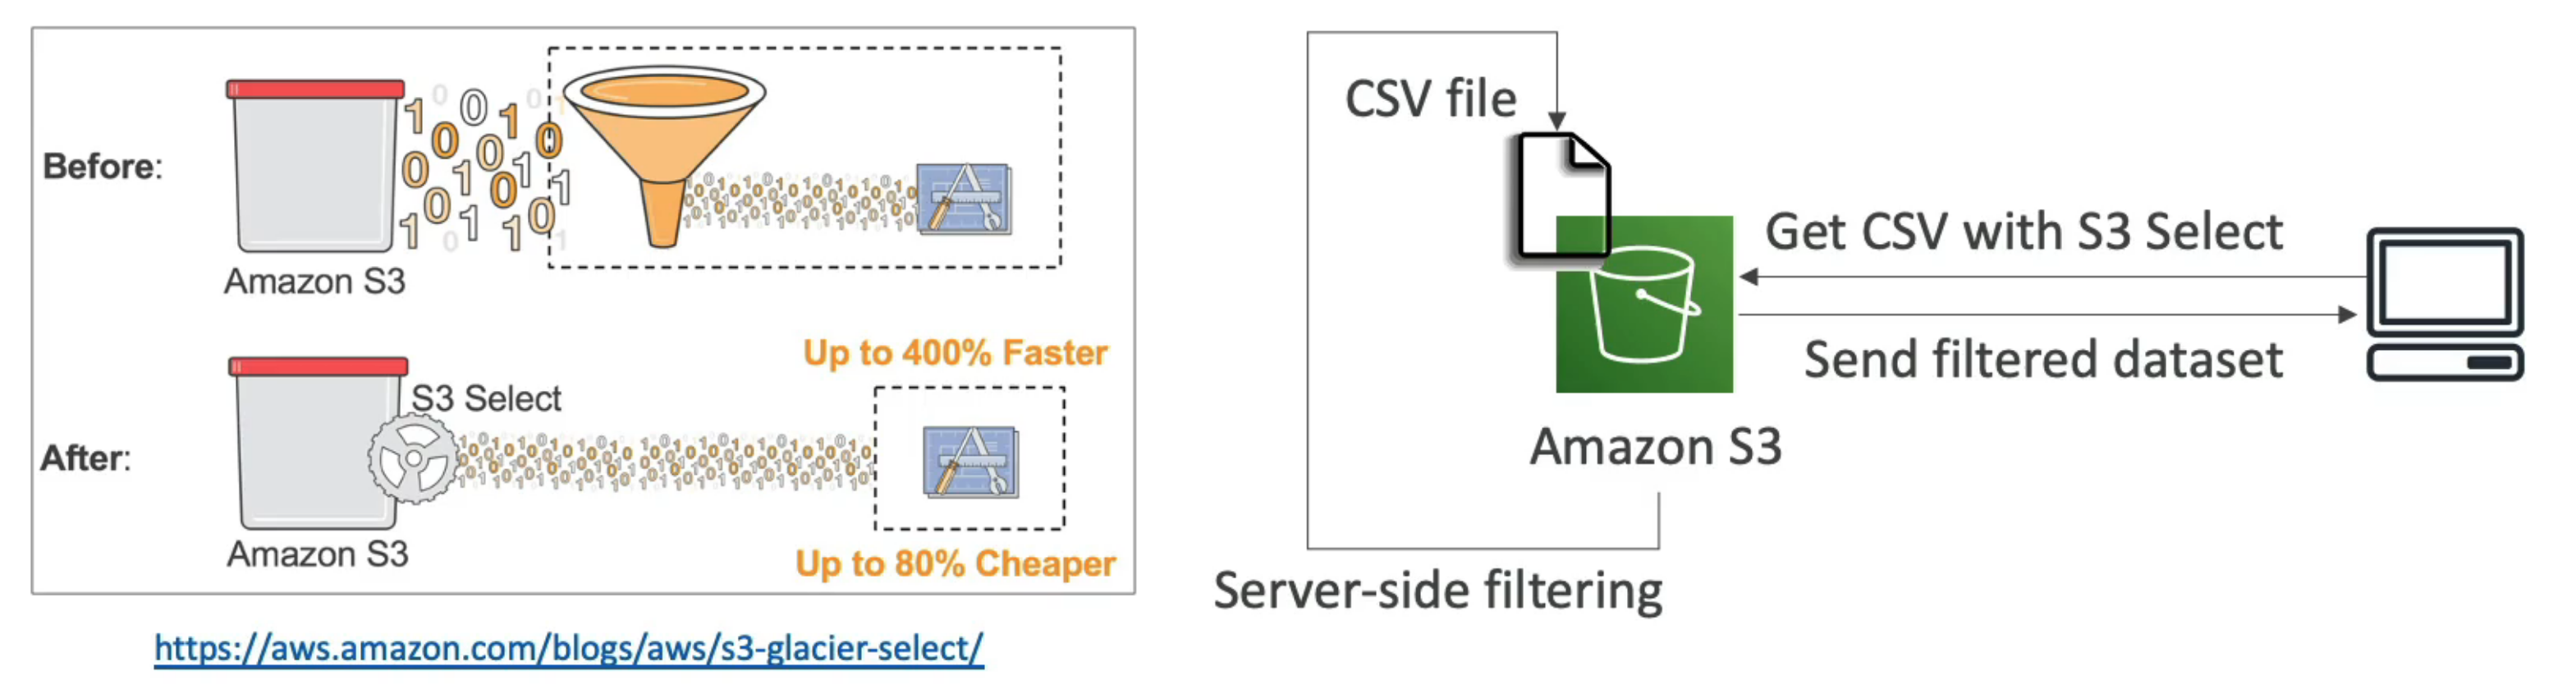 Before:
Amazon S3
Up to 400% Faster
S3 Select
After:
Amazon S3
Up to 80% Cheaper
https://aws.amazon.com/blogs/aws/s3-glacier-select/
CSV file
Get CSV with S3 Select
Send filtered dataset
Amazon S3
Server-side filtering